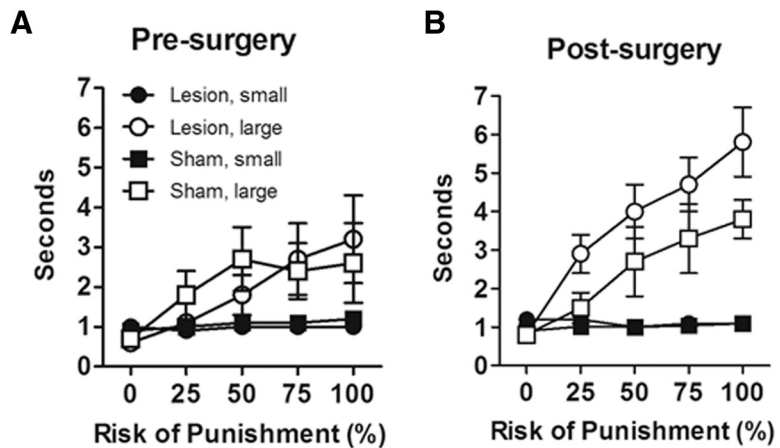 A
Pre-surgery
7
6
5
4
3
2
1
0
Seconds
Lesion, small
Lesion, large
Sham, small
Sham, large
0 25 50 75 100
Risk of Punishment (%)
B
Post-surgery
7
6
5
4
3
2
1
0
Seconds
0 25 50 75 100
Risk of Punishment (%)